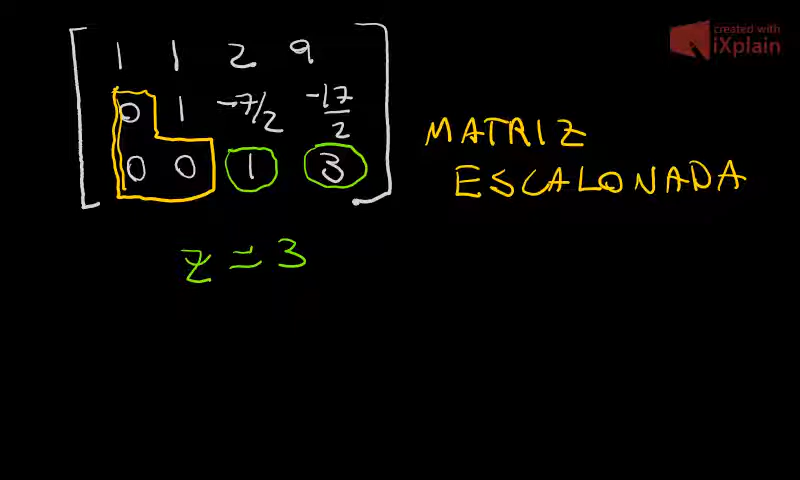 created with
iXplain
1 1 2 9
0 1 -7/2 -17/2
0 0 1 3
MATRIZ
ESCALONADA
z = 3